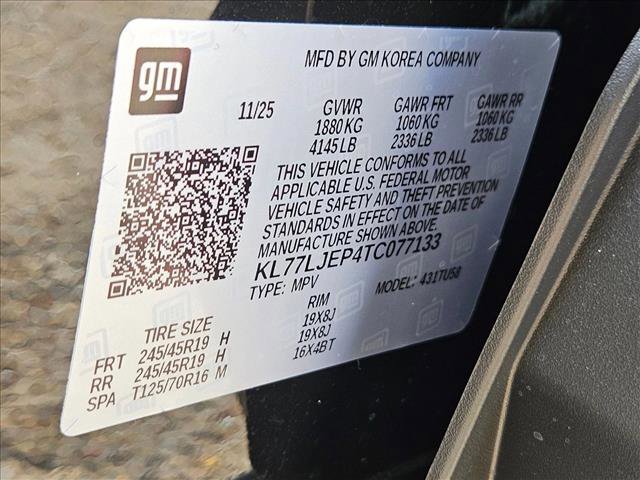 gm
MFD BY GM KOREA COMPANY
11/25 GVWR GAWR FRT GAWR RR
1880 KG 1060 KG 1060 KG
4145 LB 2336 LB 2336 LB
THIS VEHICLE CONFORMS TO ALL
APPLICABLE U.S. FEDERAL MOTOR
VEHICLE SAFETY AND THEFT PREVENTION
STANDARDS IN EFFECT ON THE DATE OF
MANUFACTURE SHOWN ABOVE.
KL77LJEP4TC077133
TYPE: MPV MODEL: 431TU58
TIRE SIZE RIM
FRT 245/45R19 H 19X8J
RR 245/45R19 H 19X8J
SPA T125/70R16 M 16X4BT